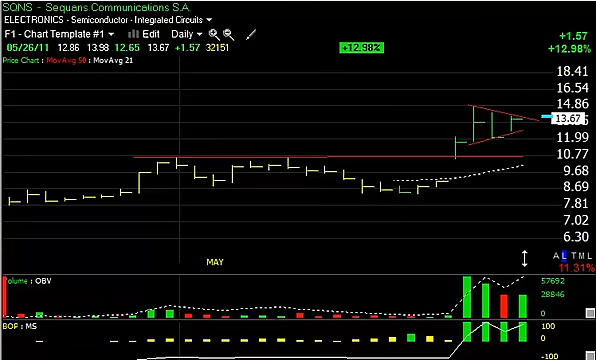 SQNS - Sequans Communications S.A.
ELECTRONICS - Semiconductor - Integrated Circuits
F1 - Chart Template #1 Edit Daily
+1.57
05/26/11 12.86 13.98 12.65 13.67 +1.57 32151 +12.98% +12.98%
Price Chart : MovAvg 50 : MovAvg 21
18.41
16.54
14.86
13.67
11.99
10.77
9.68
8.69
7.81
7.02
6.30
MAY
A L T M L
11.31%
Volume : OBV
57692
28846
0
BOP : MS
100
0
-100